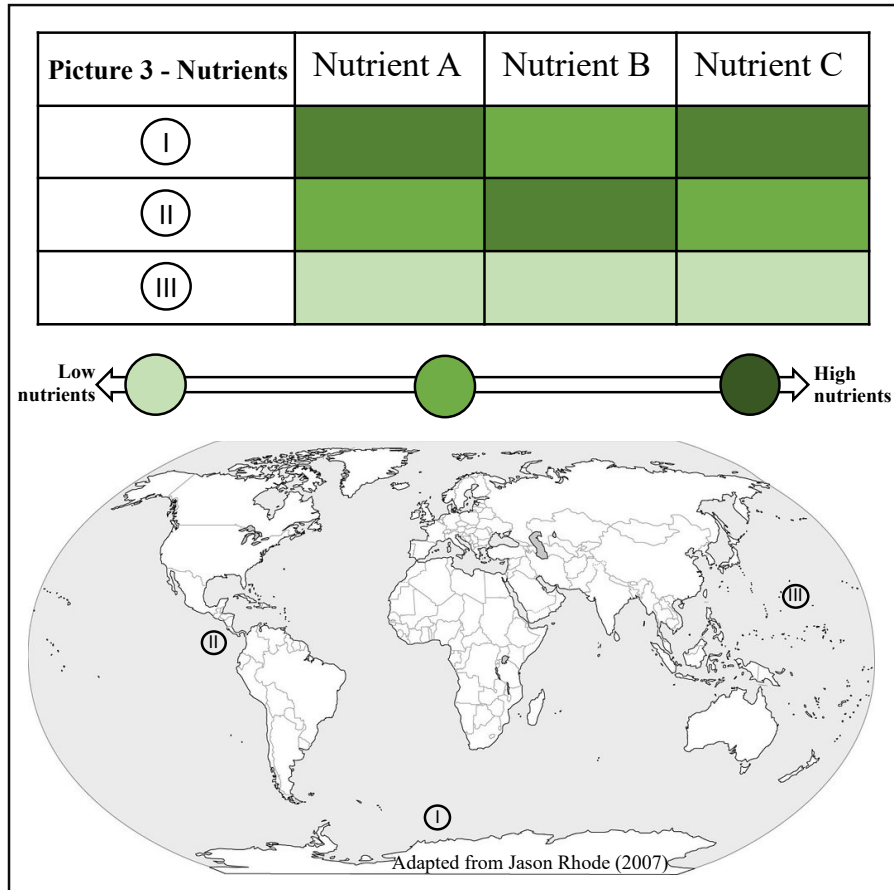 Picture 3 - Nutrients Nutrient A Nutrient B Nutrient C
I
II
III
Low
nutrients
High
nutrients
III
II
I
Adapted from Jason Rhode (2007)